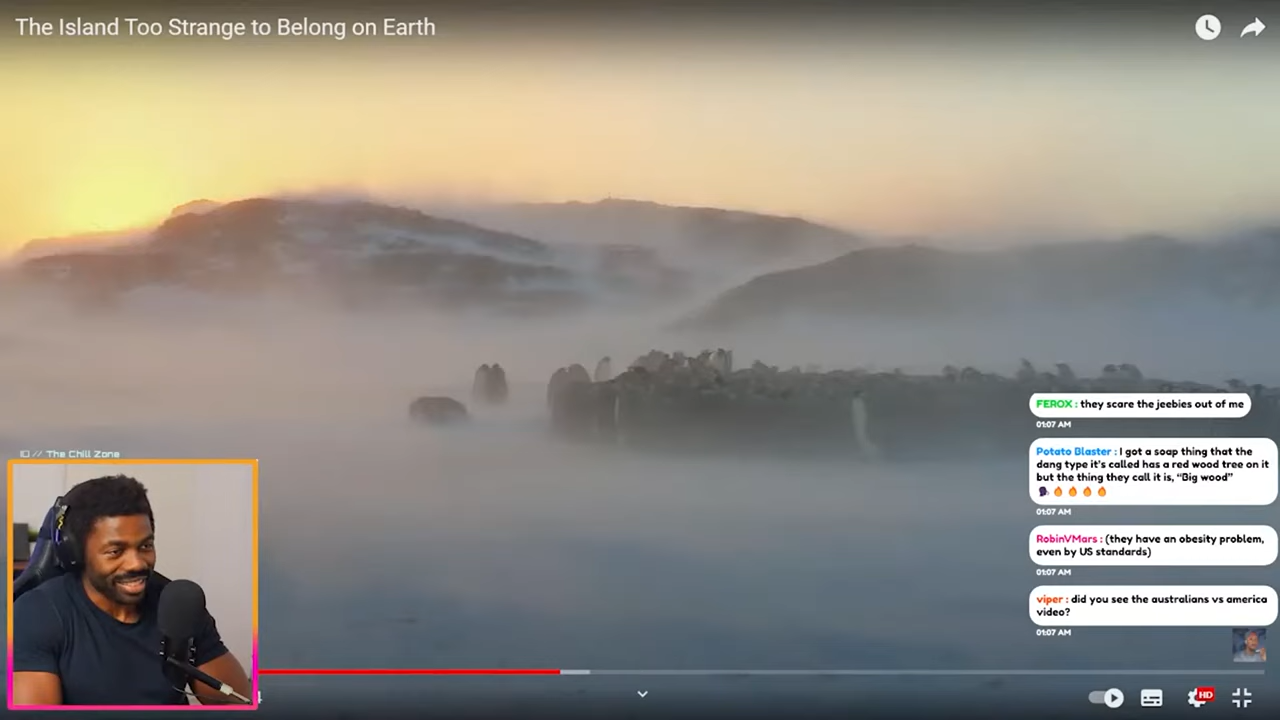 The Island Too Strange to Belong on Earth
FEROX : they scare the jeebies out of me
01:07 AM
ID // The Chill Zone
Potato Blaster : I got a soap thing that the
dang type it's called has a red wood tree on it
but the thing they call it is, “Big wood”
01:07 AM
RobinVMars : (they have an obesity problem,
even by US standards)
01:07 AM
viper : did you see the australians vs america
video?
01:07 AM
HD